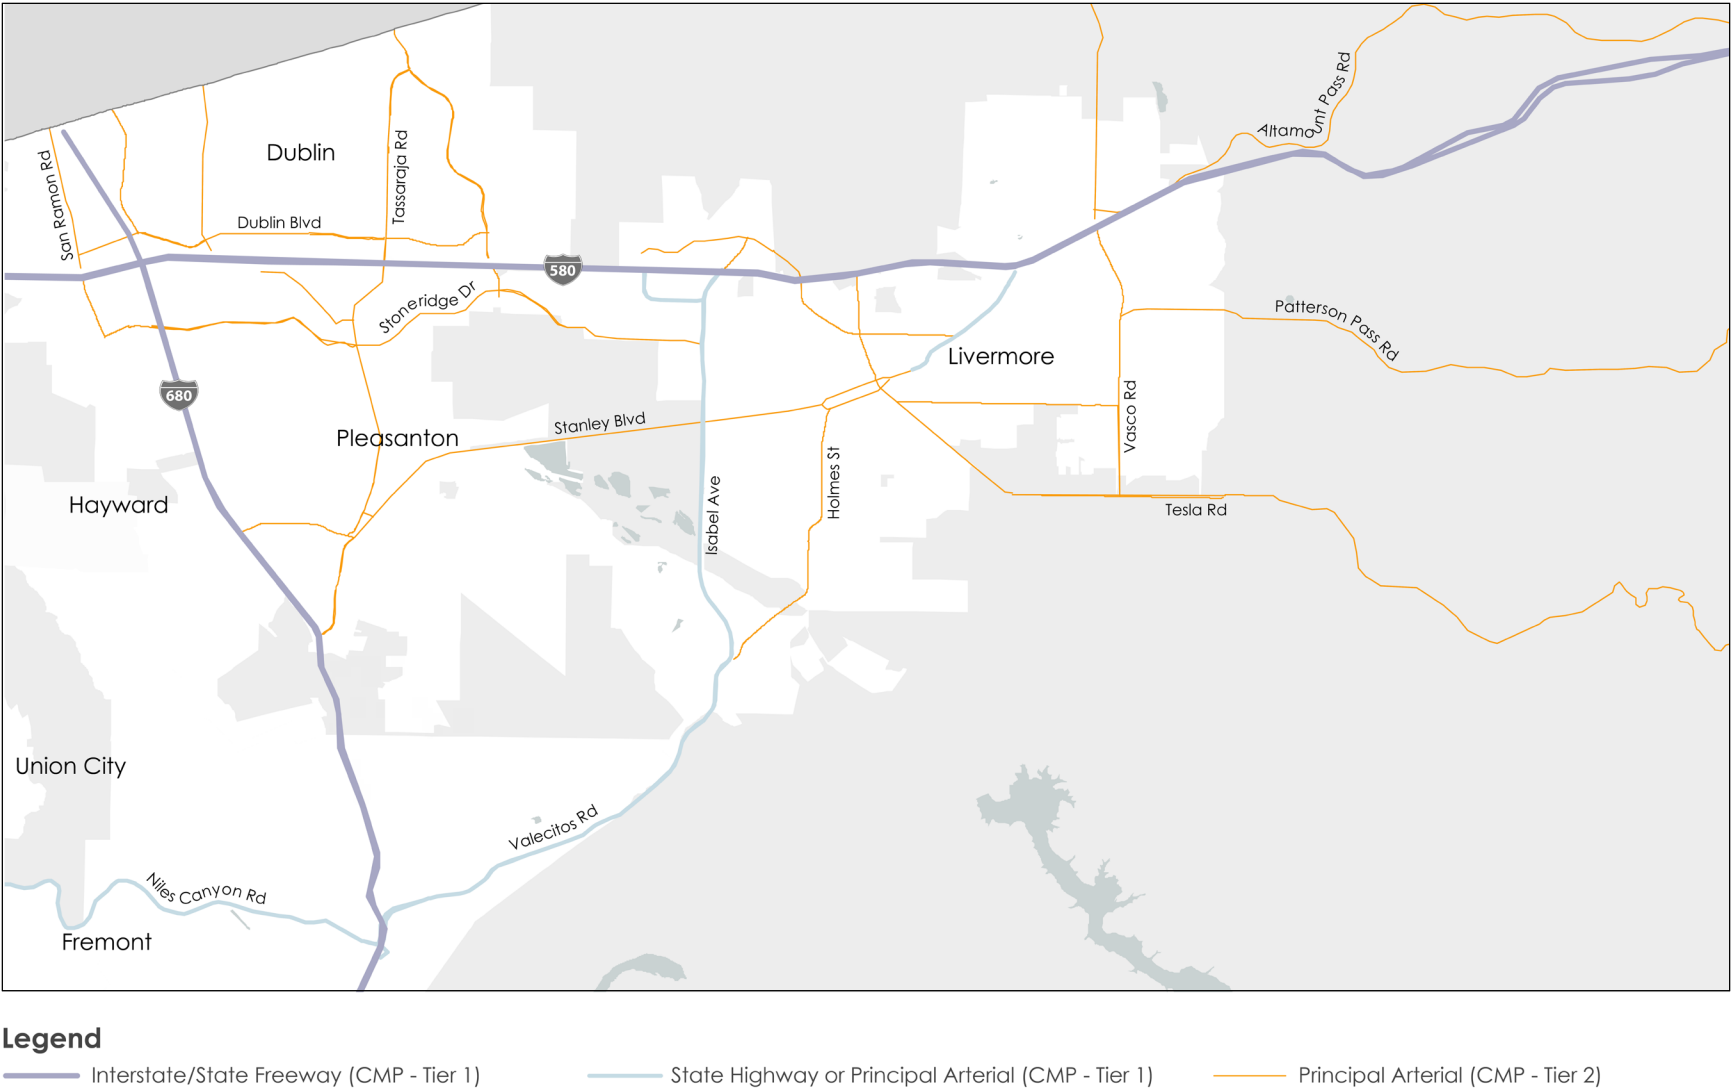 Altamount Pass Rd
Dublin
Tassaraja Rd
San Ramon Rd
Dublin Blvd
580
Stoneridge Dr
Patterson Pass Rd
Livermore
680
Vasco Rd
Stanley Blvd
Pleasanton
Holmes St
Isabel Ave
Hayward
Tesla Rd
Union City
Valecitos Rd
Niles Canyon Rd
Fremont
Legend
Interstate/State Freeway (CMP - Tier 1)
State Highway or Principal Arterial (CMP - Tier 1)
Principal Arterial (CMP - Tier 2)